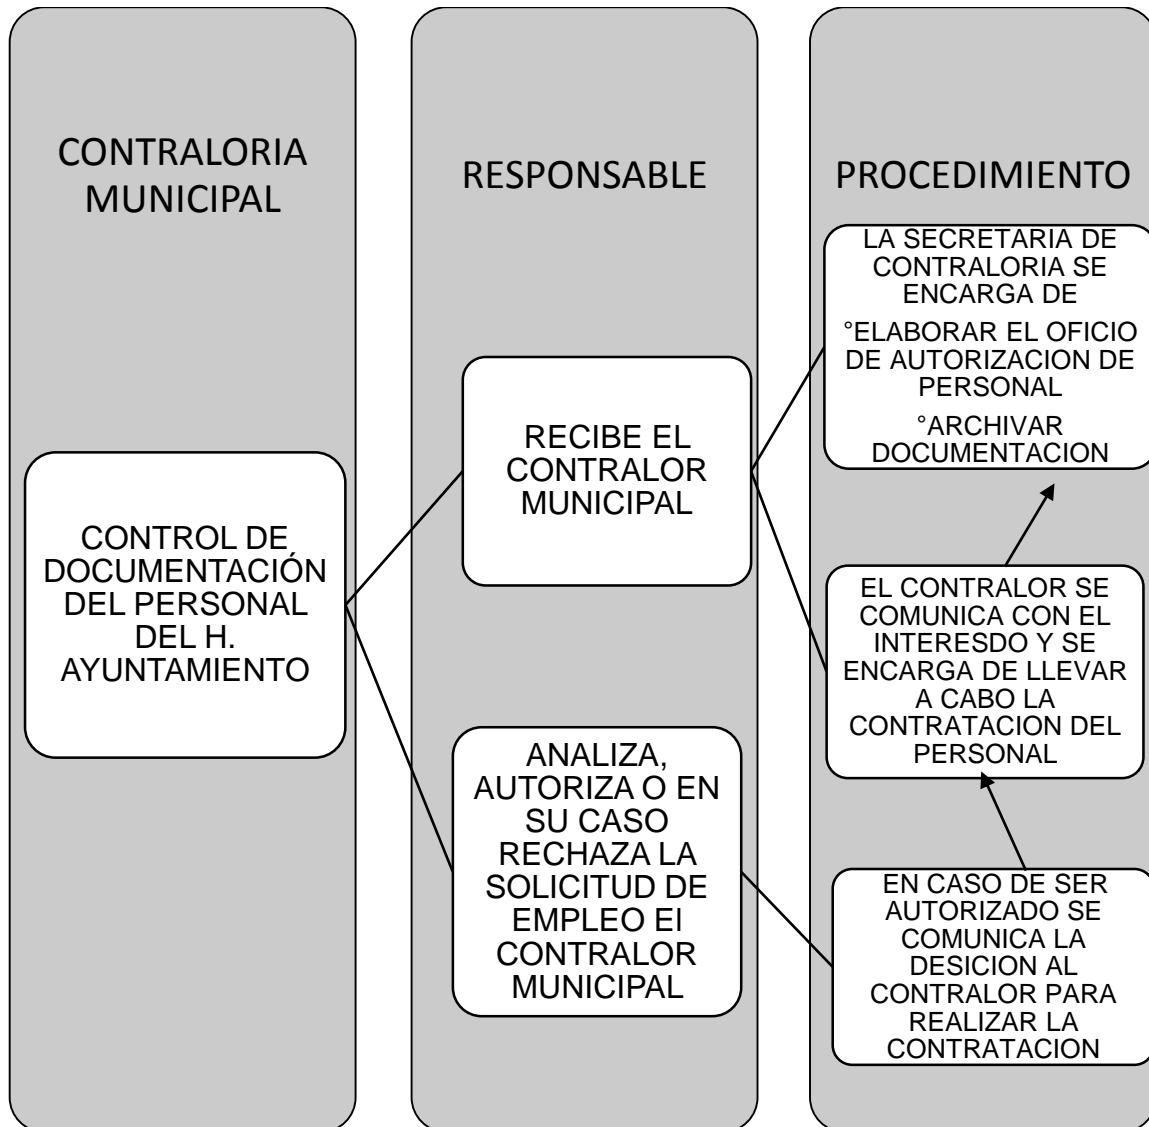 CONTRALORIA
MUNICIPAL
CONTROL DE
DOCUMENTACIÓN
DEL PERSONAL
DEL H.
AYUNTAMIENTO
RESPONSABLE
RECIBE EL
CONTRALOR
MUNICIPAL
ANALIZA,
AUTORIZA O EN
SU CASO
RECHAZA LA
SOLICITUD DE
EMPLEO El
CONTRALOR
MUNICIPAL
PROCEDIMIENTO
LA SECRETARIA DE
CONTRALORIA SE
ENCARGA DE
°ELABORAR EL OFICIO
DE AUTORIZACION DE
PERSONAL
°ARCHIVAR
DOCUMENTACION
EL CONTRALOR SE
COMUNICA CON EL
INTERESDO Y SE
ENCARGA DE LLEVAR
A CABO LA
CONTRATACION DEL
PERSONAL
EN CASO DE SER
AUTORIZADO SE
COMUNICA LA
DESICION AL
CONTRALOR PARA
REALIZAR LA
CONTRATACION